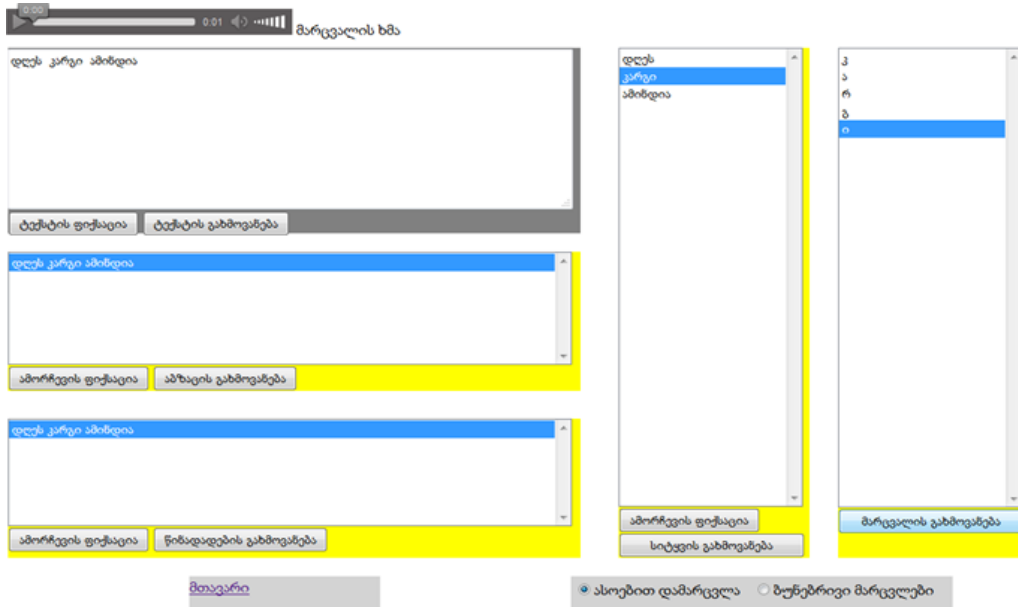 0:00
0:01
მარცვალის ხმა
დღეს კარგი ამინდია
ტექსტის ფიქსაცია
ტექსტის გახმოვანება
დღეს კარგი ამინდია
ამორჩევის ფიქსაცია
აბზაცის გახმოვანება
დღეს კარგი ამინდია
ამორჩევის ფიქსაცია
წინადადების გახმოვანება
დღეს
კარგი
ამინდია
ამორჩევის ფიქსაცია
სიტყვის გახმოვანება
კ
ა
რ
გ
ი
მარცვალის გახმოვანება
მთავარი
ასოებით დამარცვლა
ბუნებრივი მარცვლები